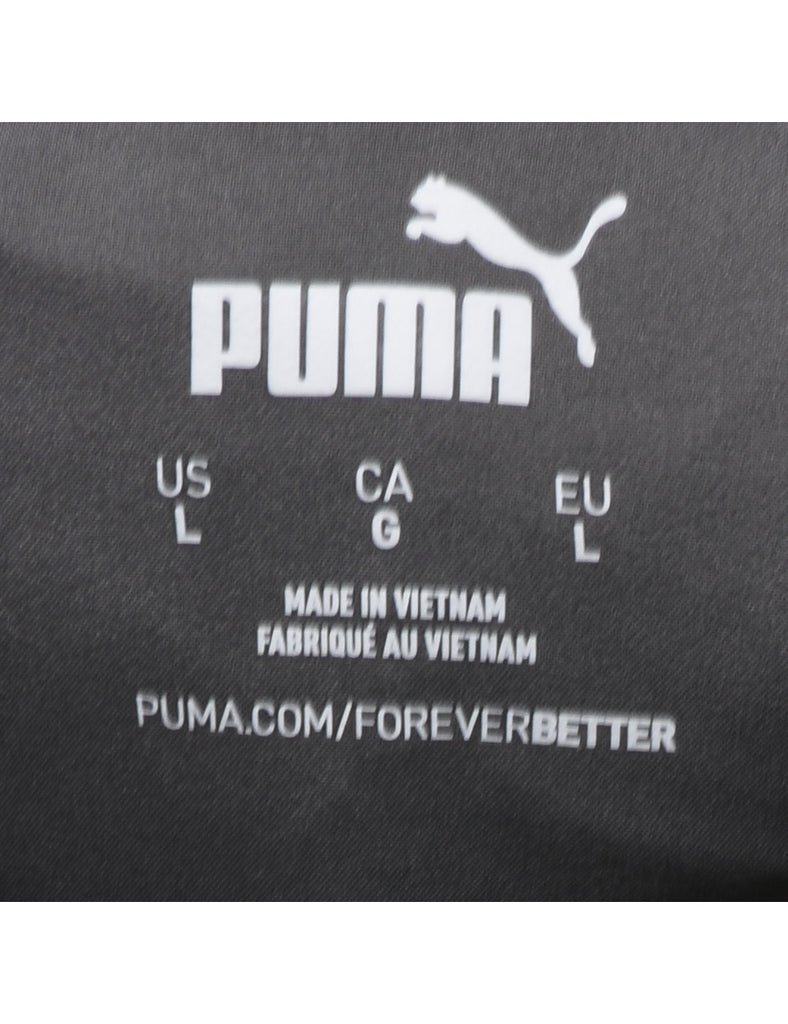 PUMA
US CA EU
L G L
MADE IN VIETNAM
FABRIQUÉ AU VIETNAM
PUMA.COM/FOREVERBETTER